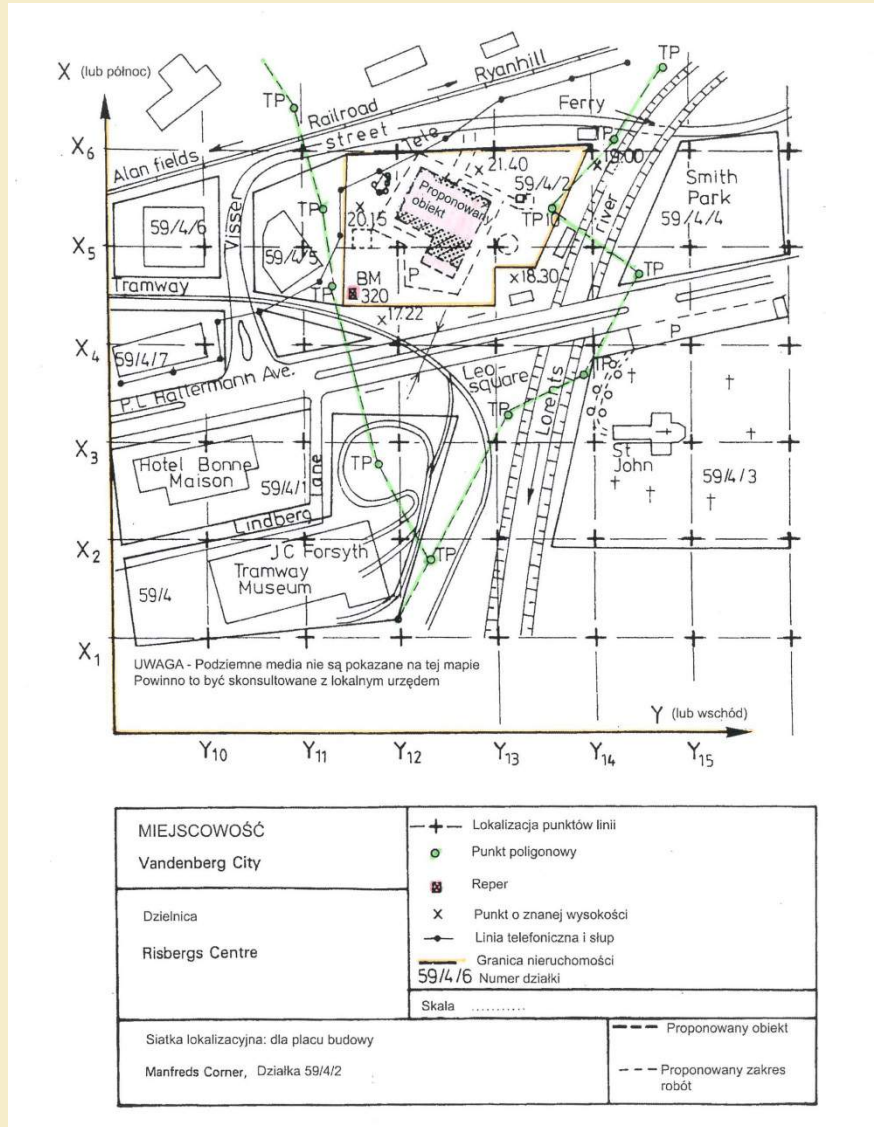 X (lub północ)
TP
TP
Railroad
street
Ryanhill
Ferry
Alan fields
Tele
TP
X6
21.40
19.00
59/4/2
Smith
Park
59/4/4
59/4/6
Visser
TP
20.15
Proponowany
obiekt
TP10
river
X5
59/4/5
TP
TP
Tramway
BM
320
P
18.30
17.22
P
X4
59/4/7
P.L Hattermann Ave.
Leo-
square
TP
TP
Lorents
X3
Hotel Bonne
Maison
59/4/1
Lane
TP
St
John
59/4/3
Lindberg
X2
JC Forsyth
Tramway
Museum
TP
59/4
X1
UWAGA - Podziemne media nie są pokazane na tej mapie
Powinno to być skonsultowane z lokalnym urzędem
Y (lub wschód)
Y10 Y11 Y12 Y13 Y14 Y15
MIEJSCOWOŚĆ
Vandenberg City
Dzielnica
Risbergs Centre
Lokalizacja punktów linii
Punkt poligonowy
Reper
Punkt o znanej wysokości
Linia telefoniczna i słup
Granica nieruchomości
59/4/6 Numer działki
Skala ............
Siatka lokalizacyjna: dla placu budowy
Manfreds Corner, Działka 59/4/2
Proponowany obiekt
Proponowany zakres
robót